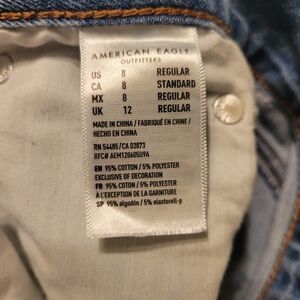 AMERICAN EAGLE
OUTFITTERS
US 8 REGULAR
CA 8 STANDARD
MX 8 REGULAR
UK 12 REGULAR
MADE IN CHINA / FABRIQUÉ EN CHINE /
HECHO EN CHINA
RN 54485/CA 03873
RFC# AEM120605U9A
EN 95% COTTON / 5% POLYESTER
EXCLUSIVE OF DECORATION
FR 95% COTON / 5% POLYESTER
À L'EXCEPTION DE LA GARNITURE
SP 95% algodón / 5%